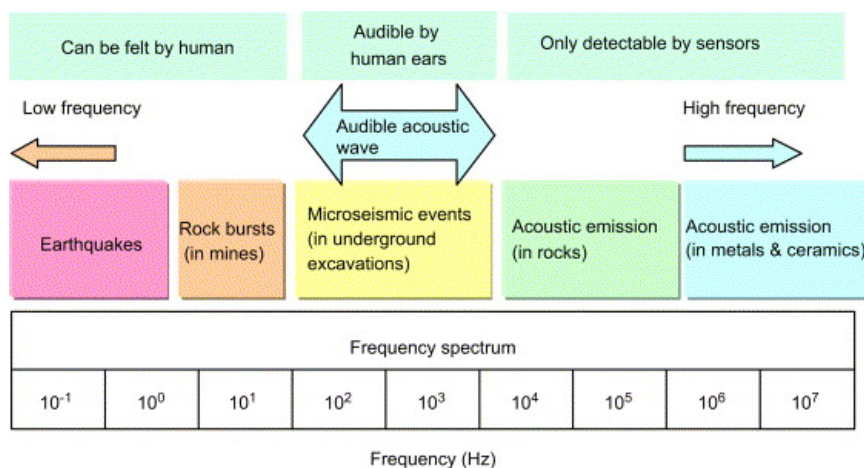 Can be felt by human
Audible by
human ears
Only detectable by sensors
Low frequency
Audible acoustic
wave
High frequency
Earthquakes
Rock bursts
(in mines)
Microseismic events
(in underground
excavations)
Acoustic emission
(in rocks)
Acoustic emission
(in metals & ceramics)
Frequency spectrum
10⁻¹ 10⁰ 10¹ 10² 10³ 10⁴ 10⁵ 10⁶ 10⁷
Frequency (Hz)